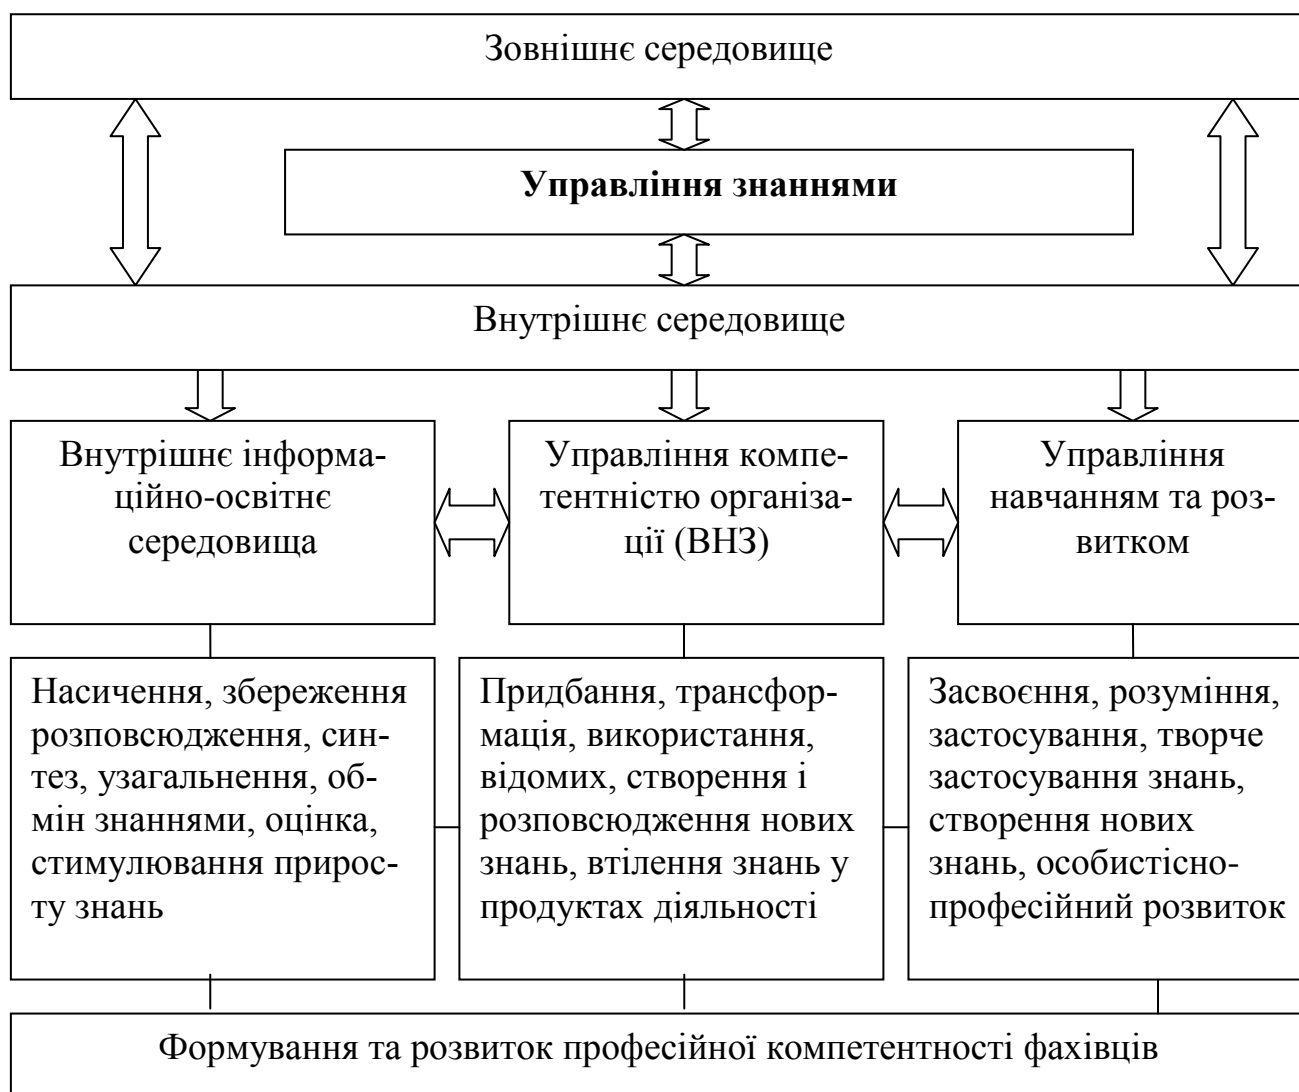 Зовнішнє середовище
Управління знаннями
Внутрішнє середовище
Внутрішнє інформа-
ційно-освітнє
середовища
Управління компе-
тентністю організа-
ції (ВНЗ)
Управління
навчанням та роз-
витком
Насичення, збереження
розповсюдження, син-
тез, узагальнення, об-
мін знаннями, оцінка,
стимулювання прирос-
ту знань
Придбання, трансфор-
мація, використання,
відомих, створення і
розповсюдження нових
знань, втілення знань у
продуктах діяльності
Засвоєння, розуміння,
застосування, творче
застосування знань,
створення нових
знань, особистісно-
професійний розвиток
Формування та розвиток професійної компетентності фахівців